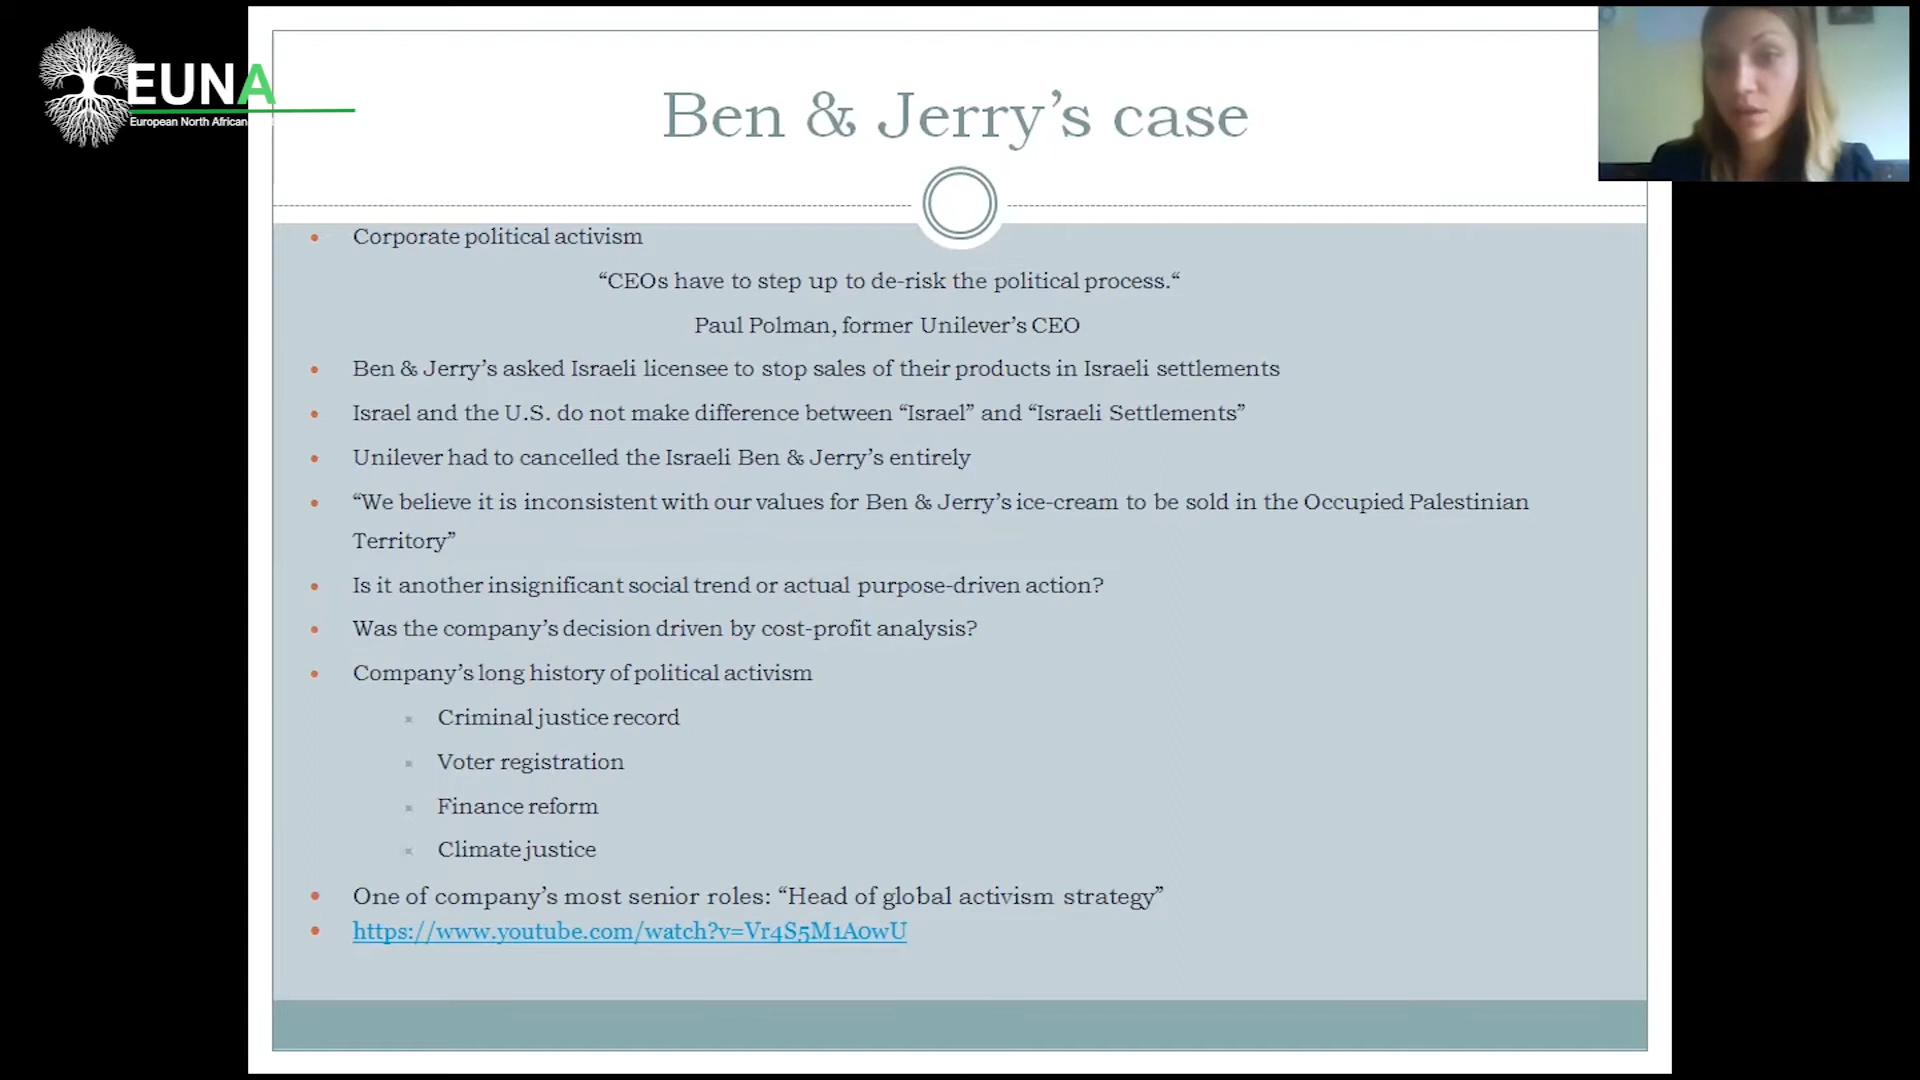 EUNA
European North African
Ben & Jerry’s case
• Corporate political activism
“CEOs have to step up to de-risk the political process.“
Paul Polman, former Unilever’s CEO
• Ben & Jerry’s asked Israeli licensee to stop sales of their products in Israeli settlements
• Israel and the U.S. do not make difference between “Israel” and “Israeli Settlements”
• Unilever had to cancelled the Israeli Ben & Jerry’s entirely
• “We believe it is inconsistent with our values for Ben & Jerry’s ice-cream to be sold in the Occupied Palestinian
Territory”
• Is it another insignificant social trend or actual purpose-driven action?
• Was the company’s decision driven by cost-profit analysis?
• Company’s long history of political activism
Criminal justice record
Voter registration
Finance reform
Climate justice
• One of company’s most senior roles: “Head of global activism strategy”
• https://www.youtube.com/watch?v=Vr4S5M1A0wU